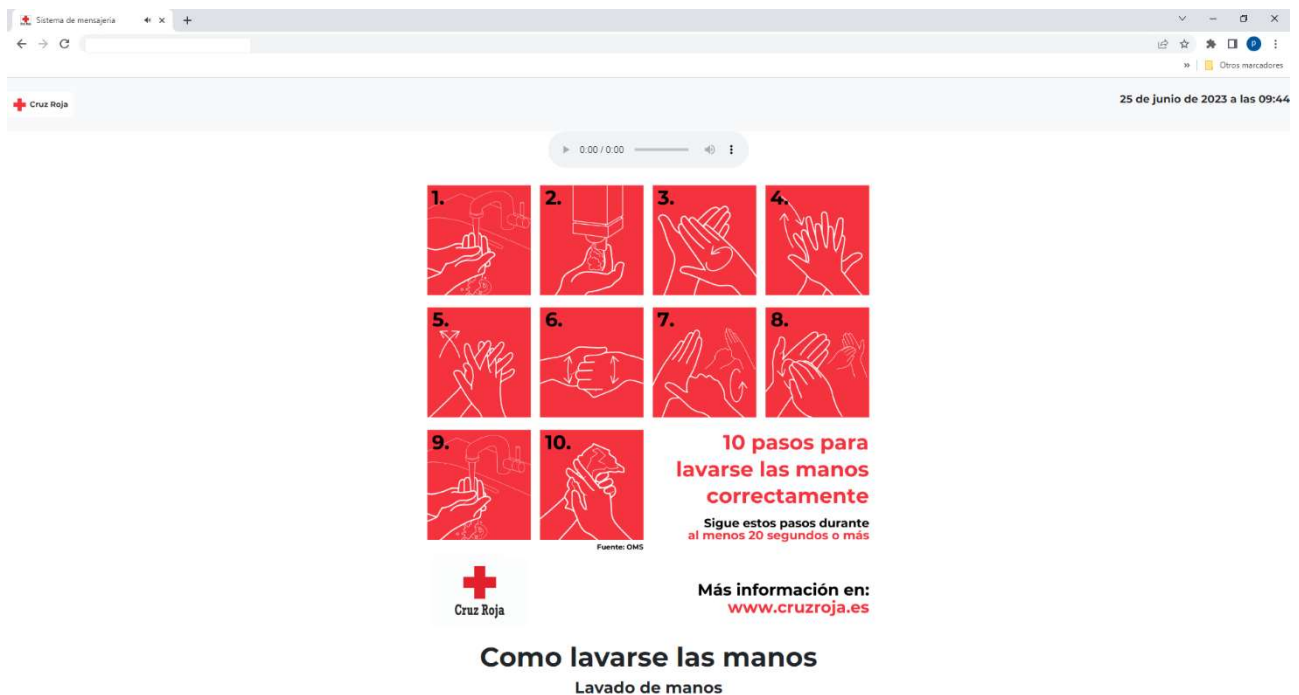 Sistema de mensajeria
P
Otros marcadores
Cruz Roja
25 de junio de 2023 a las 09:44
0:00 / 0:00
1.
2.
3.
4.
5.
6.
7.
8.
9.
10.
10 pasos para
lavarse las manos
correctamente
Sigue estos pasos durante
al menos 20 segundos o más
Fuente: OMS
Cruz Roja
Más información en:
www.cruzroja.es
Como lavarse las manos
Lavado de manos